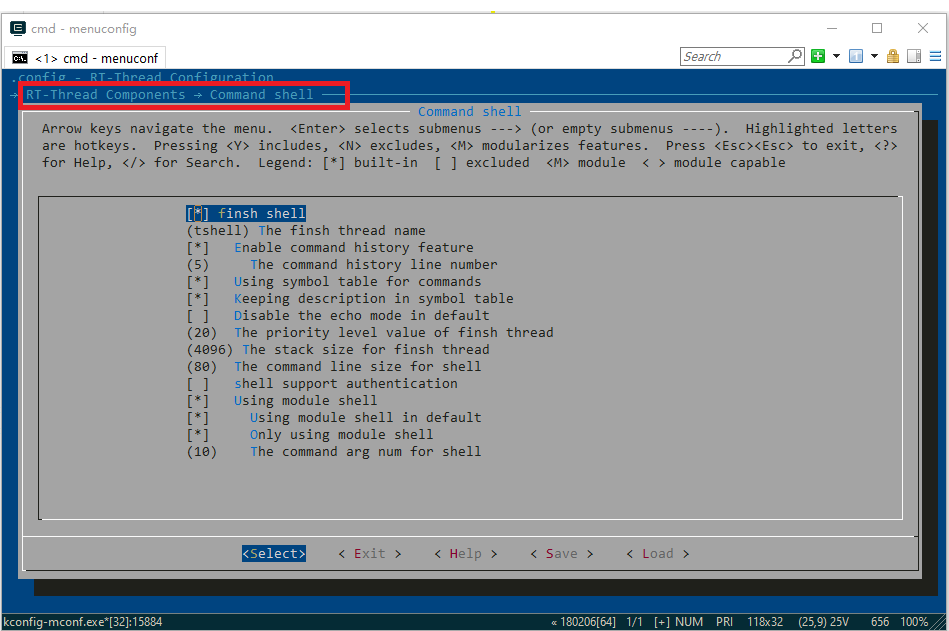 cmd - menuconfig
<1> cmd - menuconf
Search
.config - RT-Thread Configuration
→ RT-Thread Components → Command shell
Command shell
Arrow keys navigate the menu.  <Enter> selects submenus ---> (or empty submenus ----).  Highlighted letters
are hotkeys.  Pressing <Y> includes, <N> excludes, <M> modularizes features.  Press <Esc><Esc> to exit, <?>
for Help, </> for Search.  Legend: [*] built-in  [ ] excluded  <M> module  < > module capable
[*] finsh shell
(tshell) The finsh thread name
[*]   Enable command history feature
(5)     The command history line number
[*]   Using symbol table for commands
[*]   Keeping description in symbol table
[ ]   Disable the echo mode in default
(20)  The priority level value of finsh thread
(4096) The stack size for finsh thread
(80)  The command line size for shell
[ ]   shell support authentication
[*]   Using module shell
[*]     Using module shell in default
[*]     Only using module shell
(10)    The command arg num for shell
<Select>    < Exit >    < Help >    < Save >    < Load >
kconfig-mconf.exe*[32]:15884    « 180206[64]  1/1  [+] NUM  PRI  118x32  (25,9) 25V  656  100%